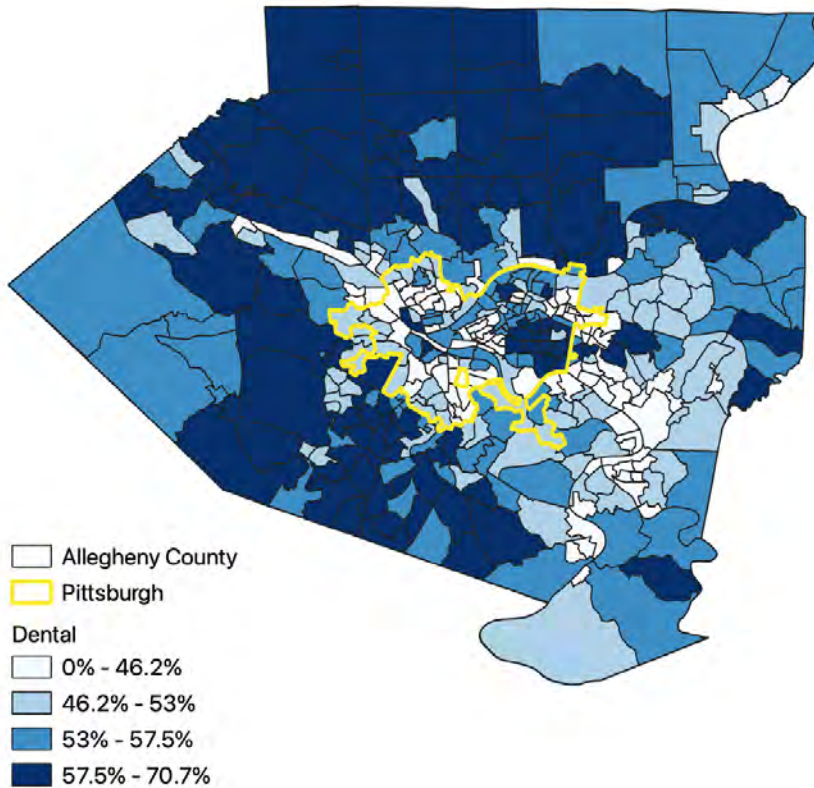 Allegheny County
Pittsburgh
Dental
0% - 46.2%
46.2% - 53%
53% - 57.5%
57.5% - 70.7%